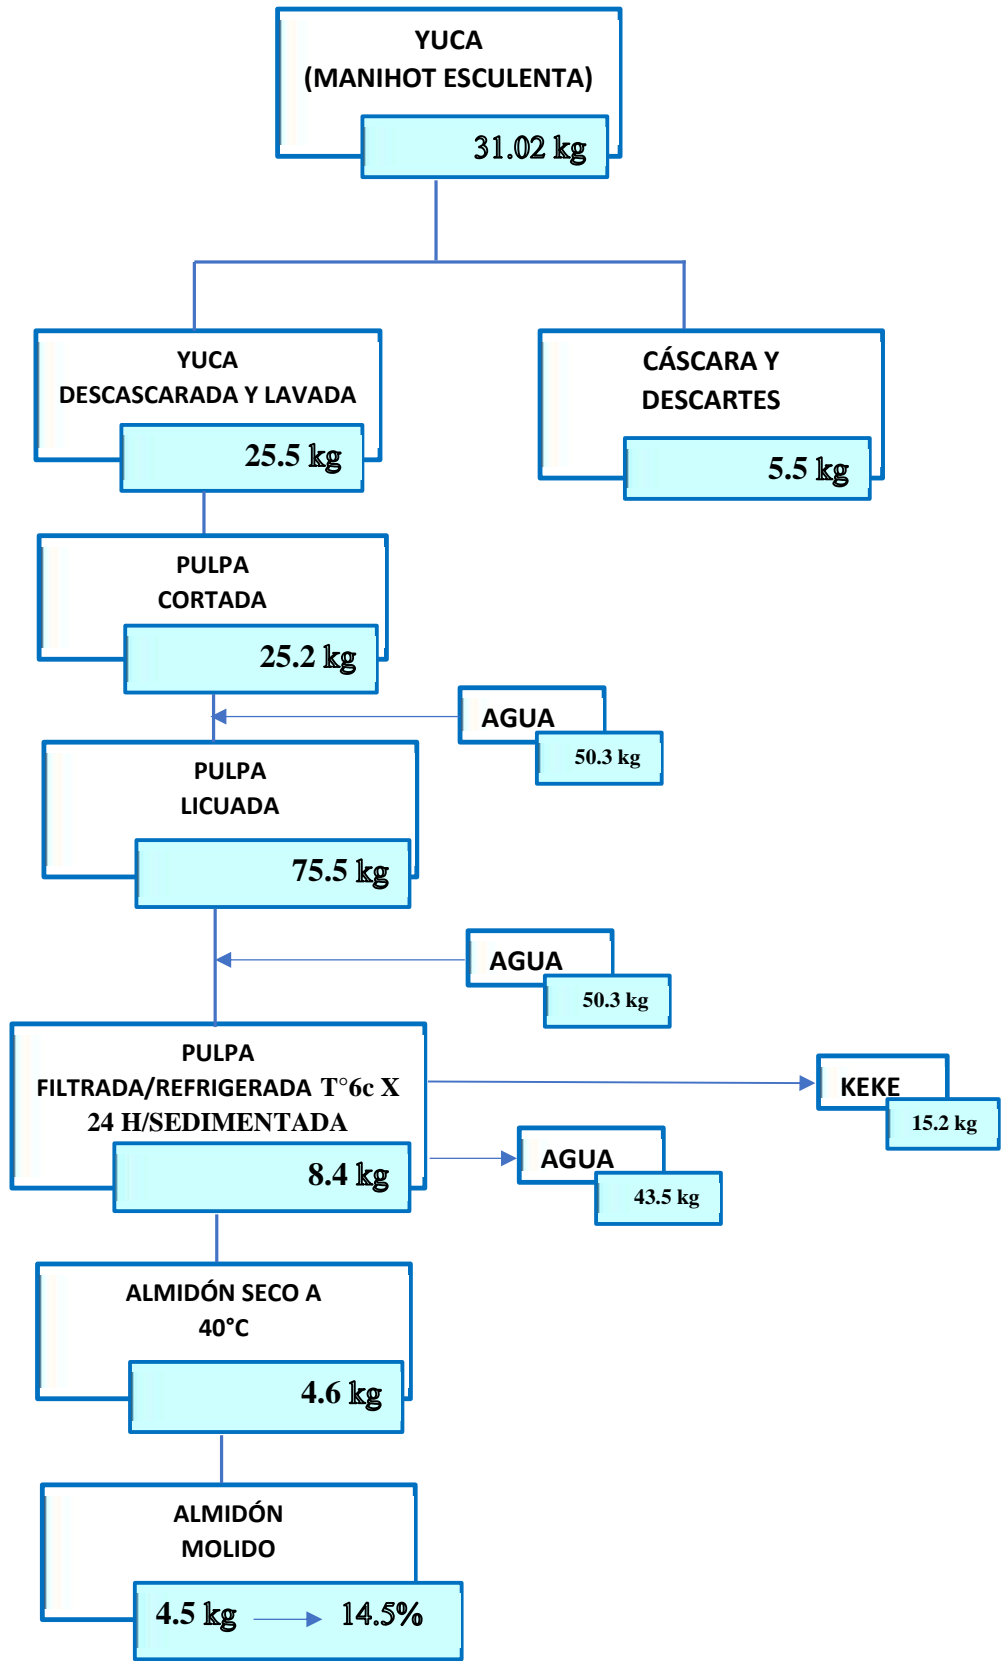 YUCA
(MANIHOT ESCULENTA)
31.02 kg
YUCA
DESCASCARADA Y LAVADA
25.5 kg
CÁSCARA Y
DESCARTES
5.5 kg
PULPA
CORTADA
25.2 kg
AGUA
50.3 kg
PULPA
LICUADA
75.5 kg
AGUA
50.3 kg
PULPA
FILTRADA/REFRIGERADA T°6c X
24 H/SEDIMENTADA
8.4 kg
KEKE
15.2 kg
AGUA
43.5 kg
ALMIDÓN SECO A
40°C
4.6 kg
ALMIDÓN
MOLIDO
4.5 kg → 14.5%